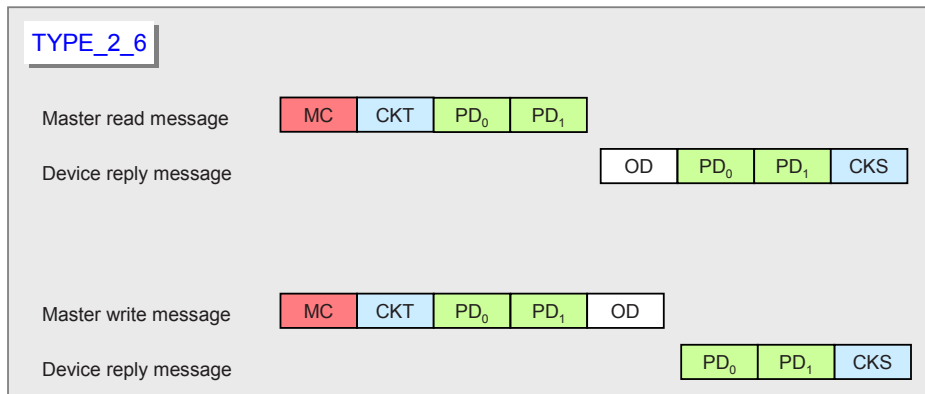 TYPE_2_6
Master read message MC CKT PD₀ PD₁
Device reply message OD PD₀ PD₁ CKS
Master write message MC CKT PD₀ PD₁ OD
Device reply message PD₀ PD₁ CKS